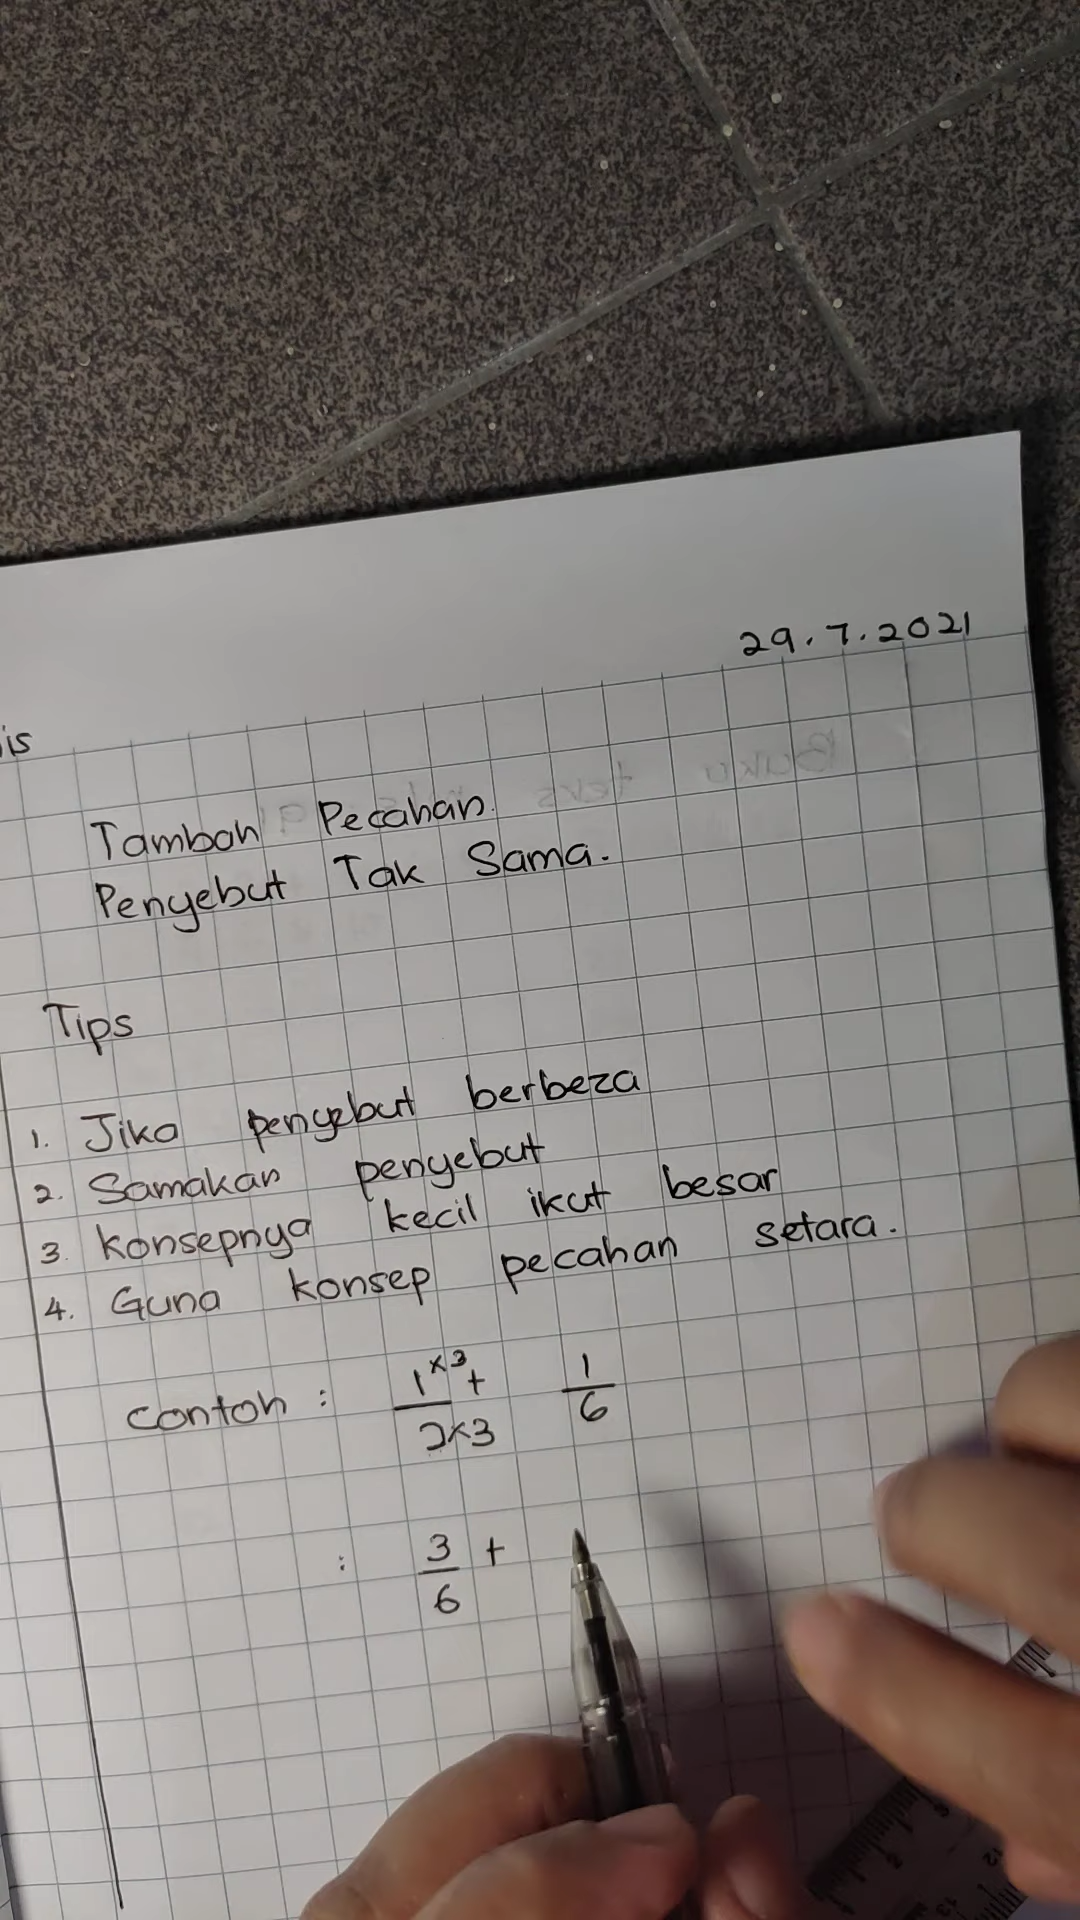 29.7.2021
is
Tambah Pecahan.
Penyebut Tak Sama.
Tips
1. Jika penyebut berbeza
2. Samakan penyebut
3. Konsepnya kecil ikut besar
4. Guna konsep pecahan setara.
Contoh : 1×3/2×3 + 1/6
: 3/6 +